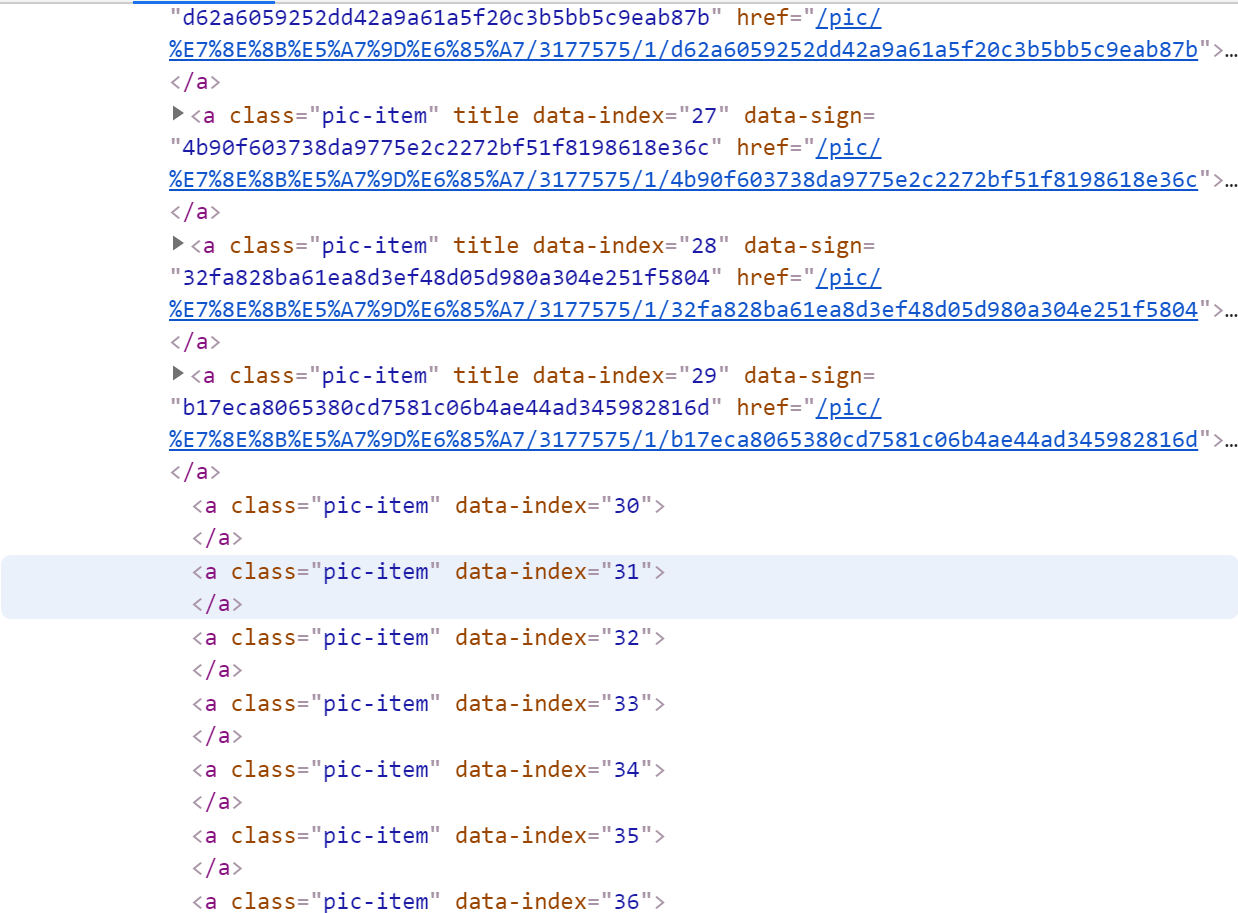 "d62a6059252dd42a9a61a5f20c3b5bb5c9eab87b" href="/pic/
%E7%8E%8B%E5%A7%9D%E6%85%A7/3177575/1/d62a6059252dd42a9a61a5f20c3b5bb5c9eab87b">…
</a>
<a class="pic-item" title data-index="27" data-sign=
"4b90f603738da9775e2c2272bf51f8198618e36c" href="/pic/
%E7%8E%8B%E5%A7%9D%E6%85%A7/3177575/1/4b90f603738da9775e2c2272bf51f8198618e36c">…
</a>
<a class="pic-item" title data-index="28" data-sign=
"32fa828ba61ea8d3ef48d05d980a304e251f5804" href="/pic/
%E7%8E%8B%E5%A7%9D%E6%85%A7/3177575/1/32fa828ba61ea8d3ef48d05d980a304e251f5804">…
</a>
<a class="pic-item" title data-index="29" data-sign=
"b17eca8065380cd7581c06b4ae44ad345982816d" href="/pic/
%E7%8E%8B%E5%A7%9D%E6%85%A7/3177575/1/b17eca8065380cd7581c06b4ae44ad345982816d">…
</a>
<a class="pic-item" data-index="30">
</a>
<a class="pic-item" data-index="31">
</a>
<a class="pic-item" data-index="32">
</a>
<a class="pic-item" data-index="33">
</a>
<a class="pic-item" data-index="34">
</a>
<a class="pic-item" data-index="35">
</a>
<a class="pic-item" data-index="36">